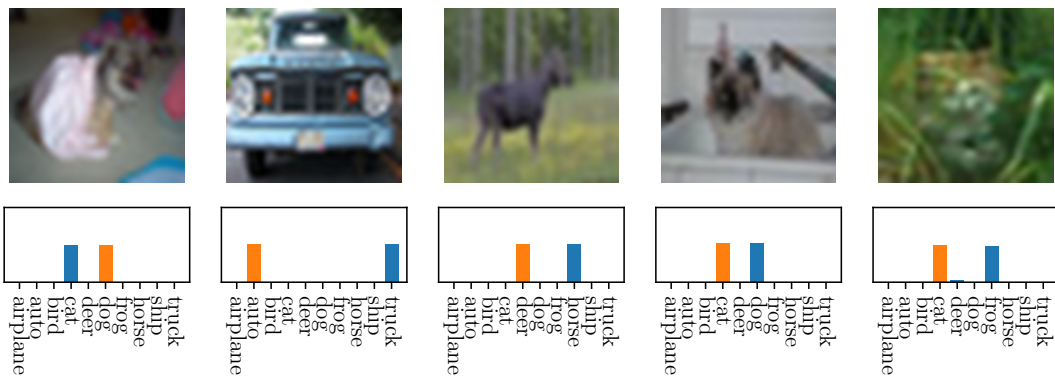 airplane
auto
bird
cat
deer
dog
frog
horse
ship
truck
airplane
auto
bird
cat
deer
dog
frog
horse
ship
truck
airplane
auto
bird
cat
deer
dog
frog
horse
ship
truck
airplane
auto
bird
cat
deer
dog
frog
horse
ship
truck
airplane
auto
bird
cat
deer
dog
frog
horse
ship
truck